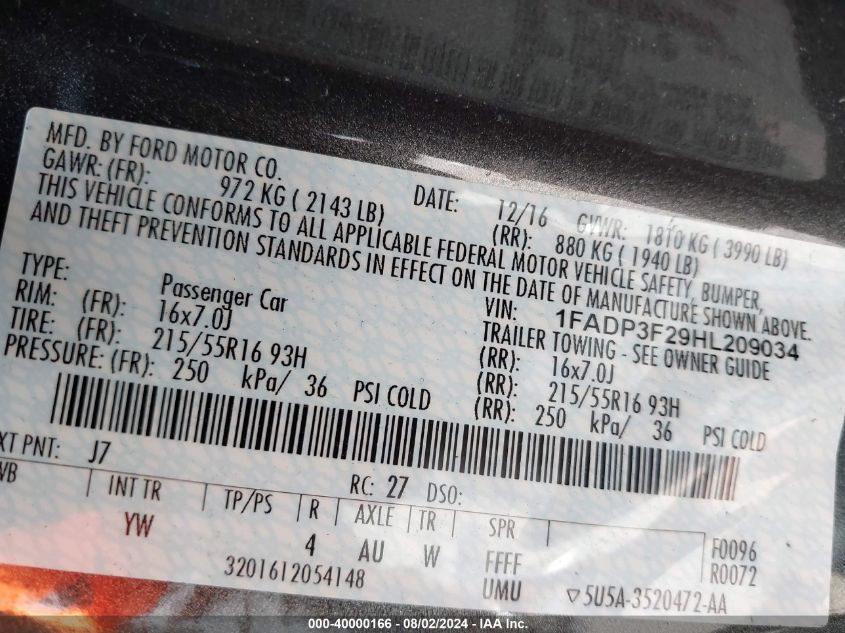 MFD. BY FORD MOTOR CO.
DATE: 12/16 GVWR: 1810 KG ( 3990 LB)
GAWR: (FR): 972 KG ( 2143 LB) (RR): 880 KG ( 1940 LB)
THIS VEHICLE CONFORMS TO ALL APPLICABLE FEDERAL MOTOR VEHICLE SAFETY, BUMPER,
AND THEFT PREVENTION STANDARDS IN EFFECT ON THE DATE OF MANUFACTURE SHOWN ABOVE.
VIN: 1FADP3F29HL209034
TYPE: Passenger Car TRAILER TOWING - SEE OWNER GUIDE
RIM: (FR): 16x7.0J (RR): 16x7.0J
TIRE: (FR): 215/55R16 93H (RR): 215/55R16 93H
PRESSURE: (FR): 250 kPa/ 36 PSI COLD (RR): 250 kPa/ 36 PSI COLD
XT PNT: J7 RC: 27 DSO:
WB INT TR TP/PS R AXLE TR SPR
YW 4 AU W FFFF F0096
UMU R0072
3201612054148 5U5A-3520472-AA
000-40000166 - 08/02/2024 - IAA Inc.